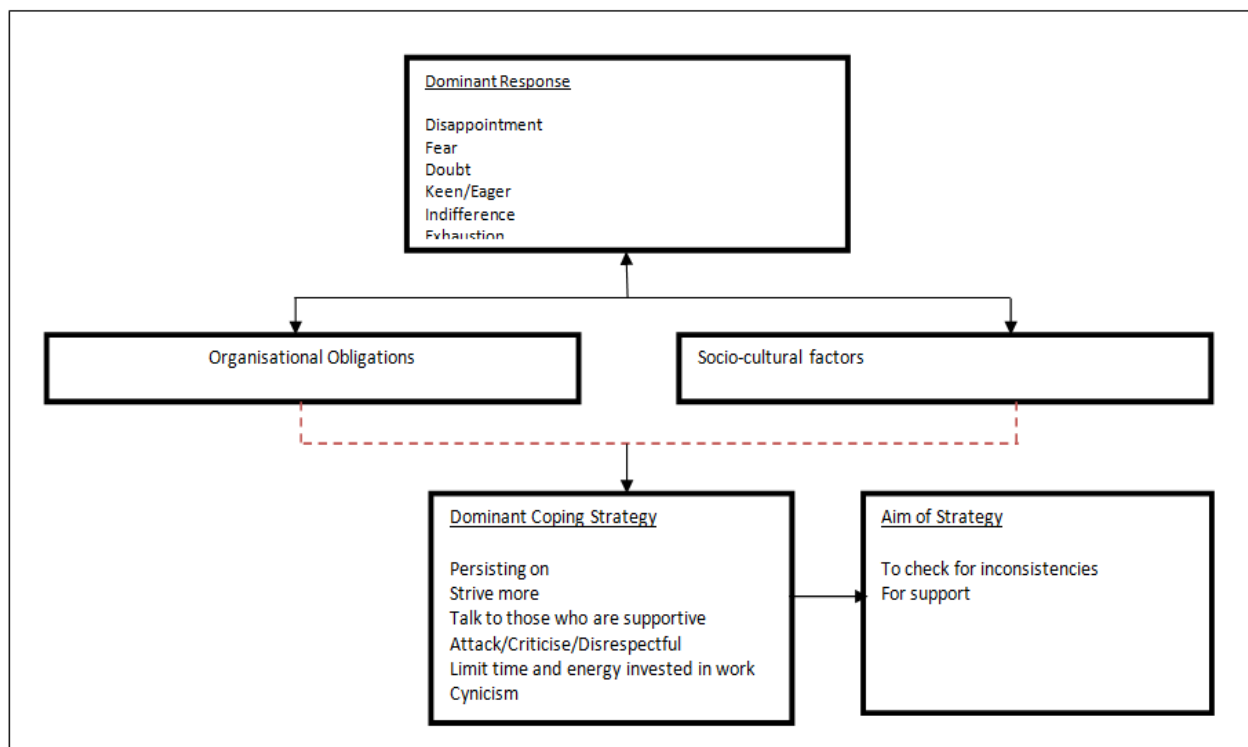 Dominant Response
Disappointment
Fear
Doubt
Keen/Eager
Indifference
Exhaustion
Organisational Obligations
Socio-cultural factors
Dominant Coping Strategy
Persisting on
Strive more
Talk to those who are supportive
Attack/Criticise/Disrespectful
Limit time and energy invested in work
Cynicism
Aim of Strategy
To check for inconsistencies
For support